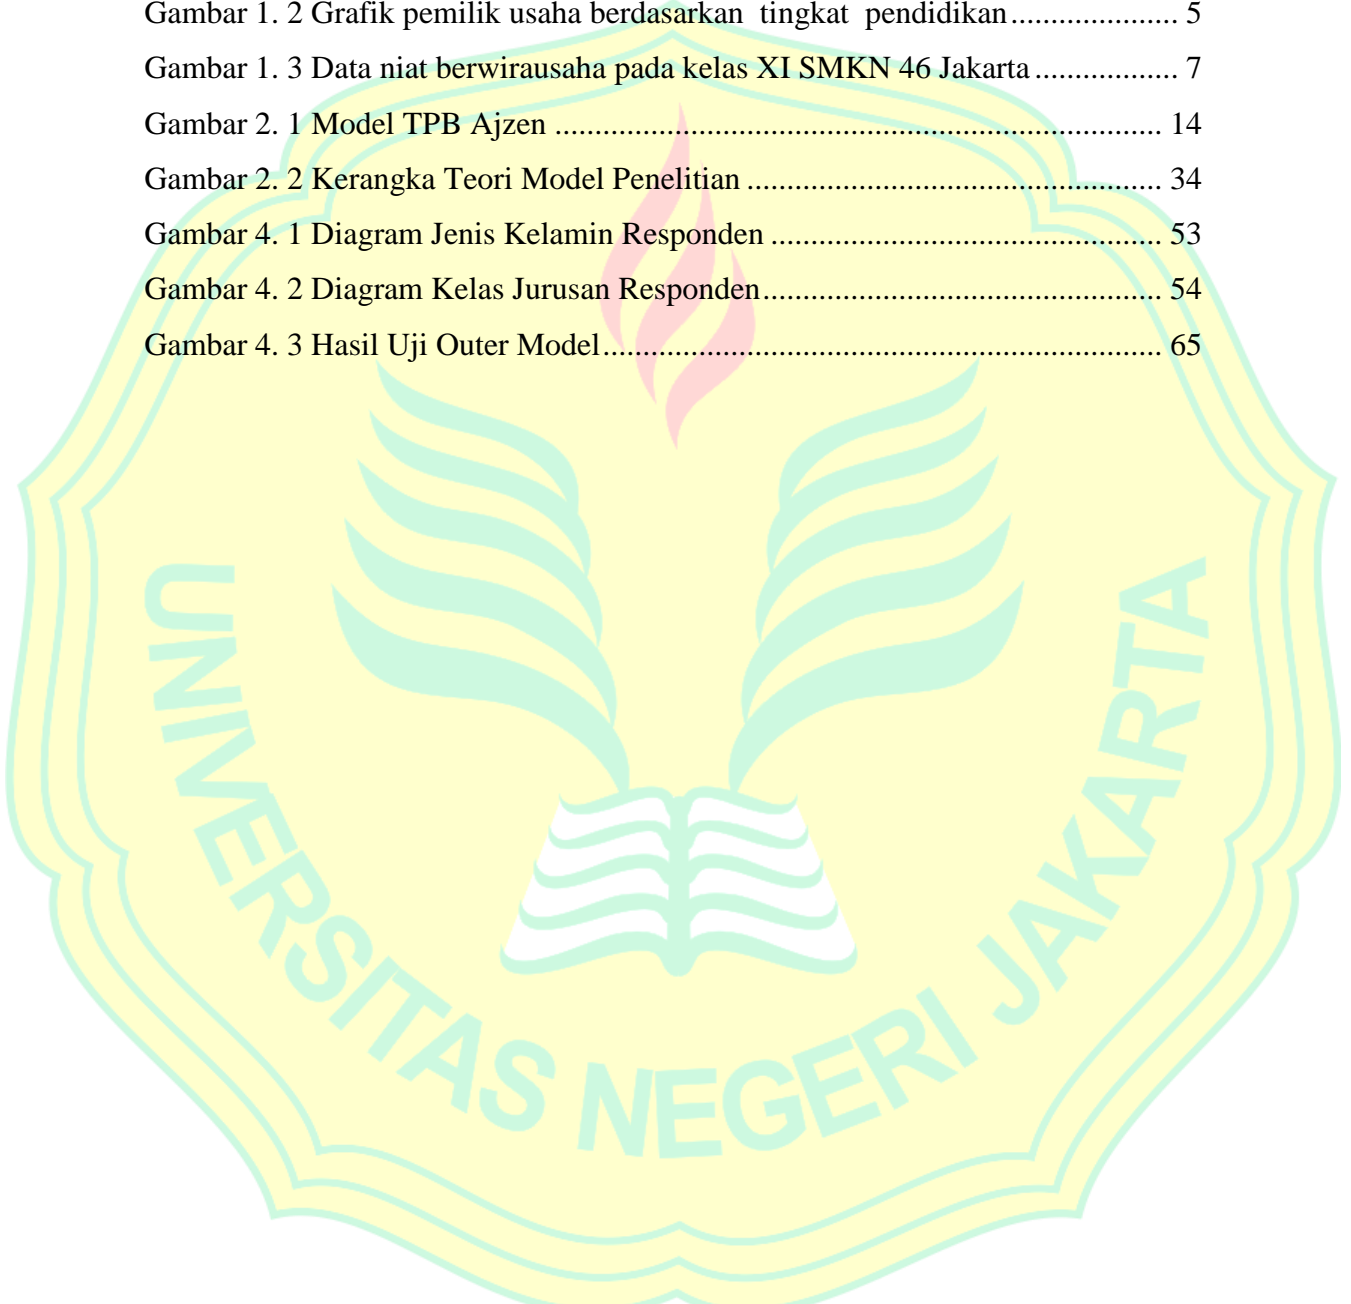 Gambar 1. 2 Grafik pemilik usaha berdasarkan tingkat pendidikan..................... 5
Gambar 1. 3 Data niat berwirausaha pada kelas XI SMKN 46 Jakarta.................. 7
Gambar 2. 1 Model TPB Ajzen............................................................................ 14
Gambar 2. 2 Kerangka Teori Model Penelitian.................................................... 34
Gambar 4. 1 Diagram Jenis Kelamin Responden................................................. 53
Gambar 4. 2 Diagram Kelas Jurusan Responden.................................................. 54
Gambar 4. 3 Hasil Uji Outer Model...................................................................... 65
UNIVERSITAS NEGERI JAKARTA